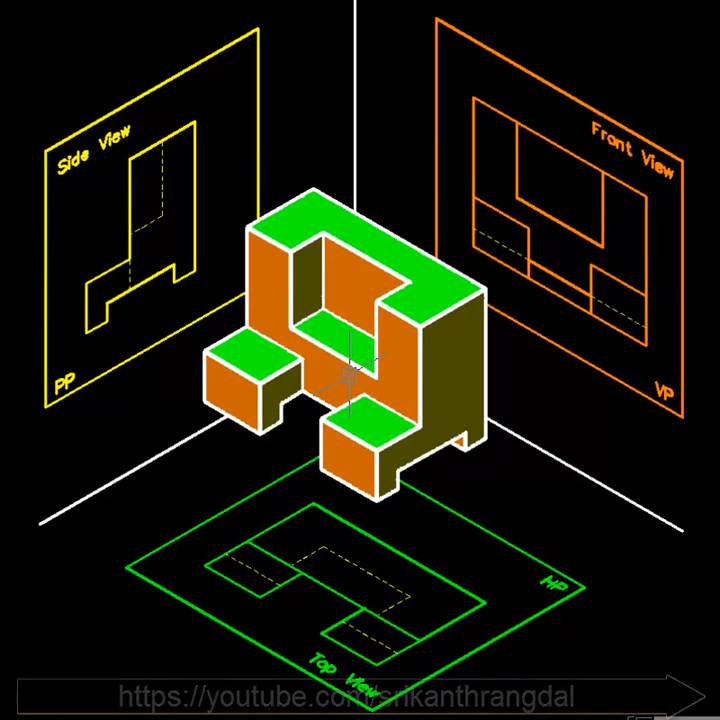 Side View
Front View
PP
VP
HP
Top View
https://youtube.com/srikanthrangdal